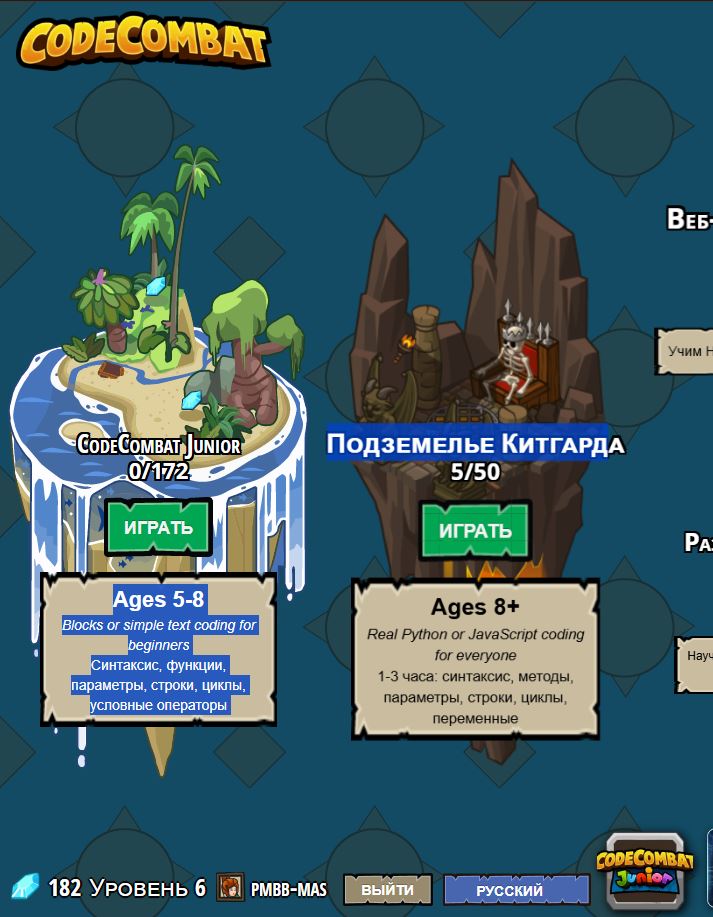 CODECOMBAT
ВЕБ-
УЧИМ Н
CODECOMBAT JUNIOR
0/172
ИГРАТЬ
Ages 5-8
Blocks or simple text coding for
beginners
Синтаксис, функции,
параметры, строки, циклы,
условные операторы
ПОДЗЕМЕЛЬЕ КИТГАРДА
5/50
ИГРАТЬ
Ages 8+
Real Python or JavaScript coding
for everyone
1-3 часа: синтаксис, методы,
параметры, строки, циклы,
переменные
РАЗ
Науч
182 УРОВЕНЬ 6 PMBB-MAS ВЫЙТИ РУССКИЙ
CODECOMBAT
Junior